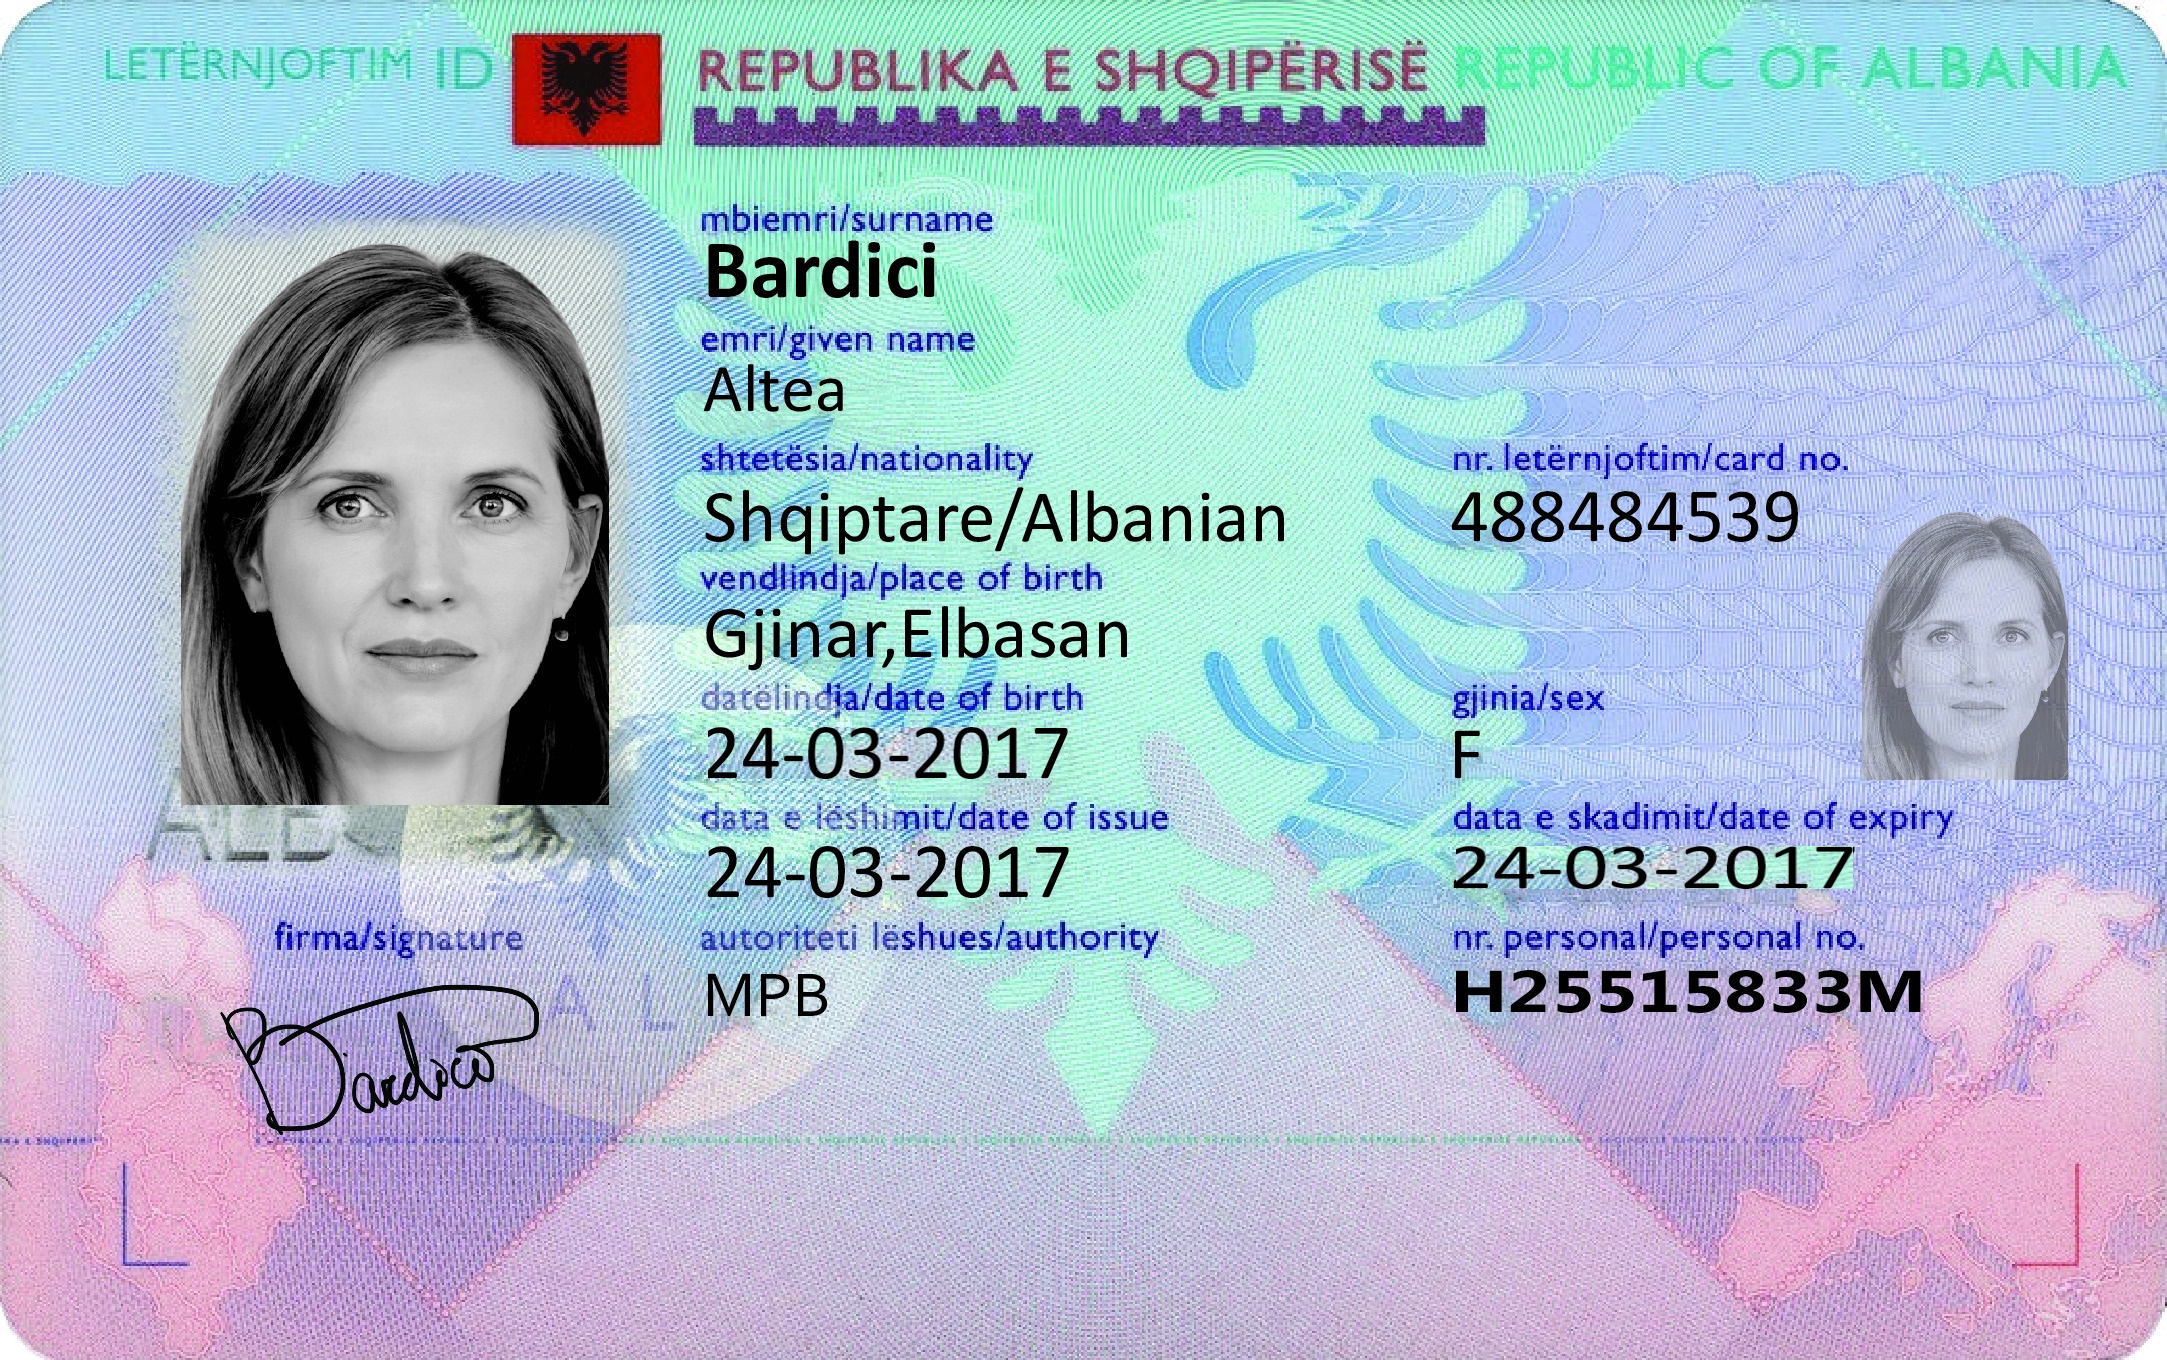 LETËRNJOFTIM ID REPUBLIKA E SHQIPËRISË REPUBLIC OF ALBANIA
mbiemri/surname
Bardici
emri/given name
Altea
shtetësia/nationality
nr. letërnjoftim/card no.
Shqiptare/Albanian
488484539
vendlindja/place of birth
Gjinar,Elbasan
datëlindja/date of birth
gjinia/sex
24-03-2017
F
data e lëshimit/date of issue
data e skadimit/date of expiry
24-03-2017
24-03-2017
firma/signature
autoriteti lëshues/authority
nr. personal/personal no.
MPB
H25515833M
Bardici
ALB
A L